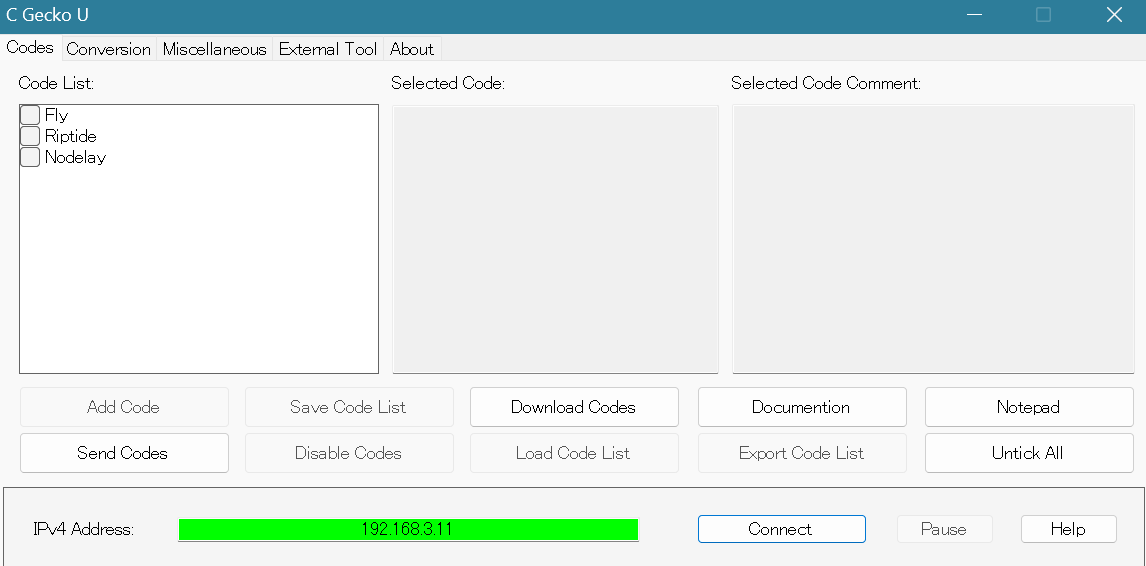 C Gecko U
Codes Conversion Miscellaneous External Tool About
Code List: Selected Code: Selected Code Comment:
Fly
Riptide
Nodelay
Add Code Save Code List Download Codes Documention Notepad
Send Codes Disable Codes Load Code List Export Code List Untick All
IPv4 Address: 192.168.3.11 Connect Pause Help